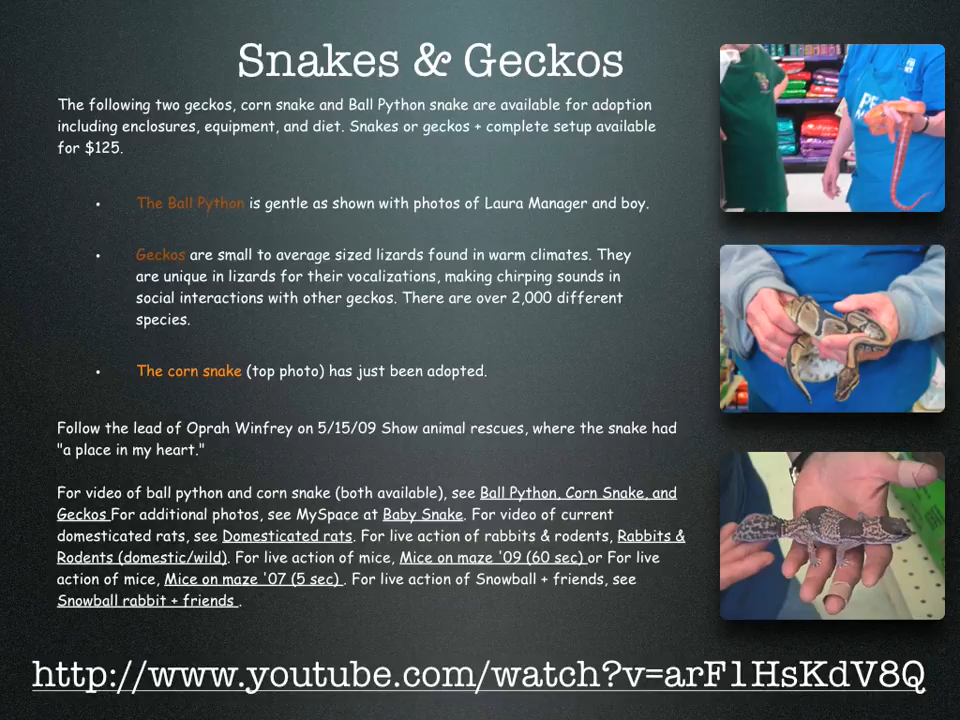 Snakes & Geckos
The following two geckos, corn snake and Ball Python snake are available for adoption
including enclosures, equipment, and diet. Snakes or geckos + complete setup available
for $125.
• The Ball Python is gentle as shown with photos of Laura Manager and boy.
• Geckos are small to average sized lizards found in warm climates. They
are unique in lizards for their vocalizations, making chirping sounds in
social interactions with other geckos. There are over 2,000 different
species.
• The corn snake (top photo) has just been adopted.
Follow the lead of Oprah Winfrey on 5/15/09 Show animal rescues, where the snake had
"a place in my heart."
For video of ball python and corn snake (both available), see Ball Python, Corn Snake, and
Geckos For additional photos, see MySpace at Baby Snake. For video of current
domesticated rats, see Domesticated rats. For live action of rabbits & rodents, Rabbits &
Rodents (domestic/wild). For live action of mice, Mice on maze '09 (60 sec) or For live
action of mice, Mice on maze '07 (5 sec) . For live action of Snowball + friends, see
Snowball rabbit + friends .
http://www.youtube.com/watch?v=arF1HsKdV8Q